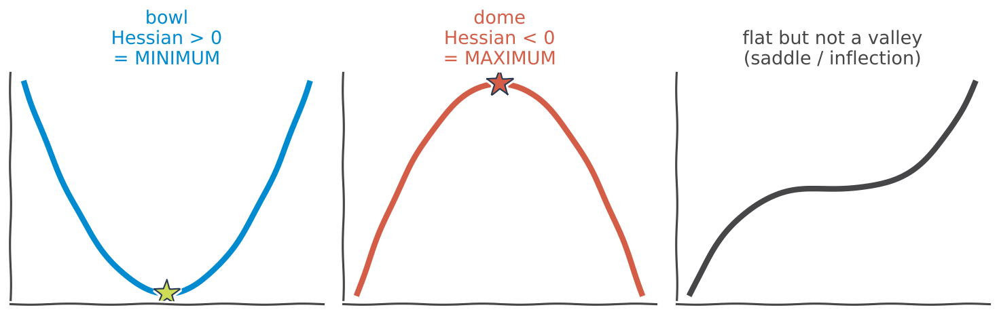 bowl
Hessian > 0
= MINIMUM
dome
Hessian < 0
= MAXIMUM
flat but not a valley
(saddle / inflection)